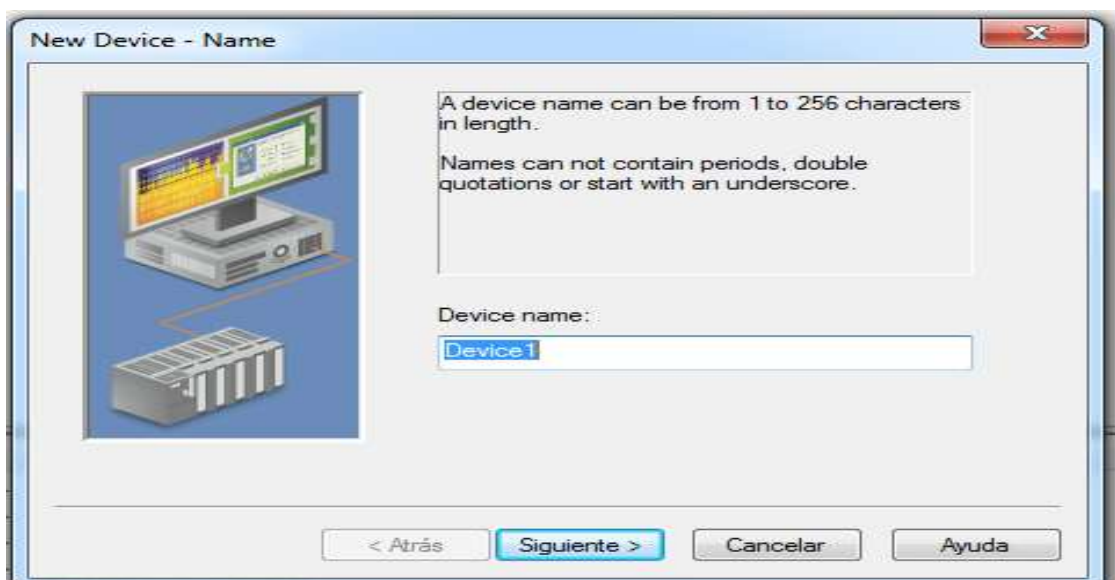 New Device - Name
A device name can be from 1 to 256 characters
in length.
Names can not contain periods, double
quotations or start with an underscore.
Device name:
Device1
< Atrás
Siguiente >
Cancelar
Ayuda